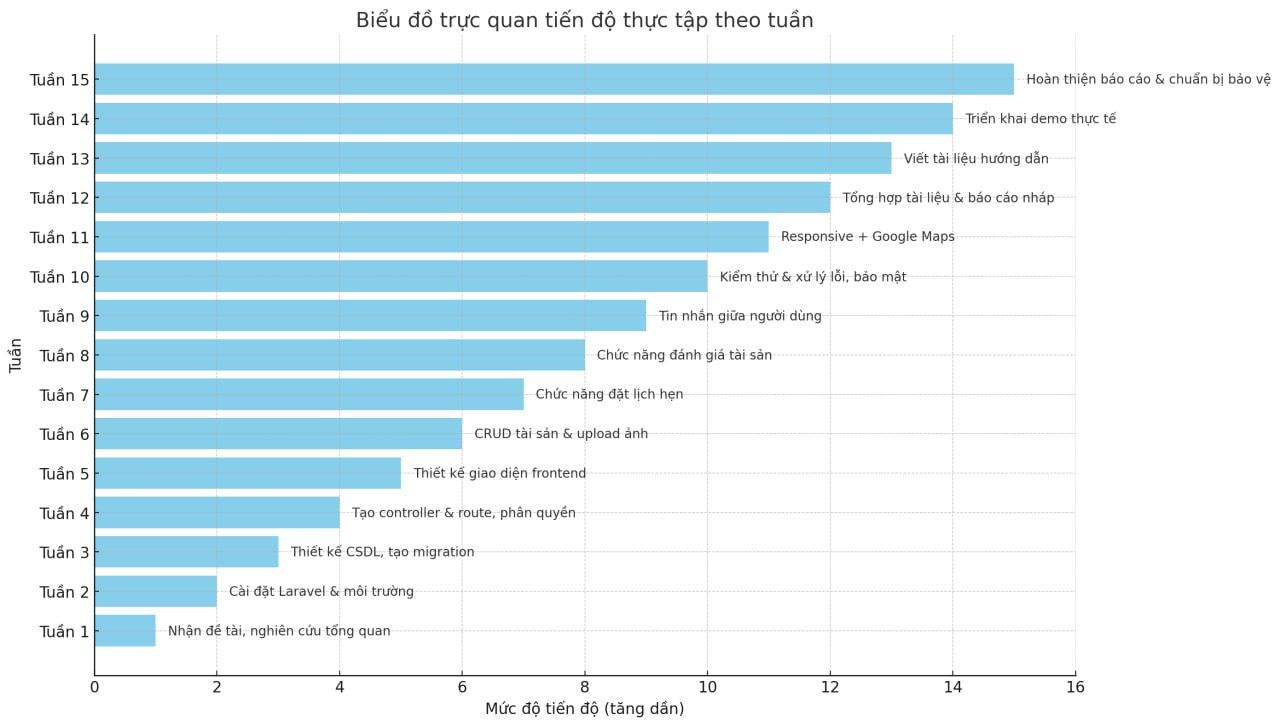 Biểu đồ trực quan tiến độ thực tập theo tuần
Tuần 15 Hoàn thiện báo cáo & chuẩn bị bảo vệ
Tuần 14 Triển khai demo thực tế
Tuần 13 Viết tài liệu hướng dẫn
Tuần 12 Tổng hợp tài liệu & báo cáo nháp
Tuần 11 Responsive + Google Maps
Tuần 10 Kiểm thử & xử lý lỗi, bảo mật
Tuần 9 Tin nhắn giữa người dùng
Tuần 8 Chức năng đánh giá tài sản
Tuần 7 Chức năng đặt lịch hẹn
Tuần 6 CRUD tài sản & upload ảnh
Tuần 5 Thiết kế giao diện frontend
Tuần 4 Tạo controller & route, phân quyền
Tuần 3 Thiết kế CSDL, tạo migration
Tuần 2 Cài đặt Laravel & môi trường
Tuần 1 Nhận đề tài, nghiên cứu tổng quan
Tuần
0 2 4 6 8 10 12 14 16
Mức độ tiến độ (tăng dần)